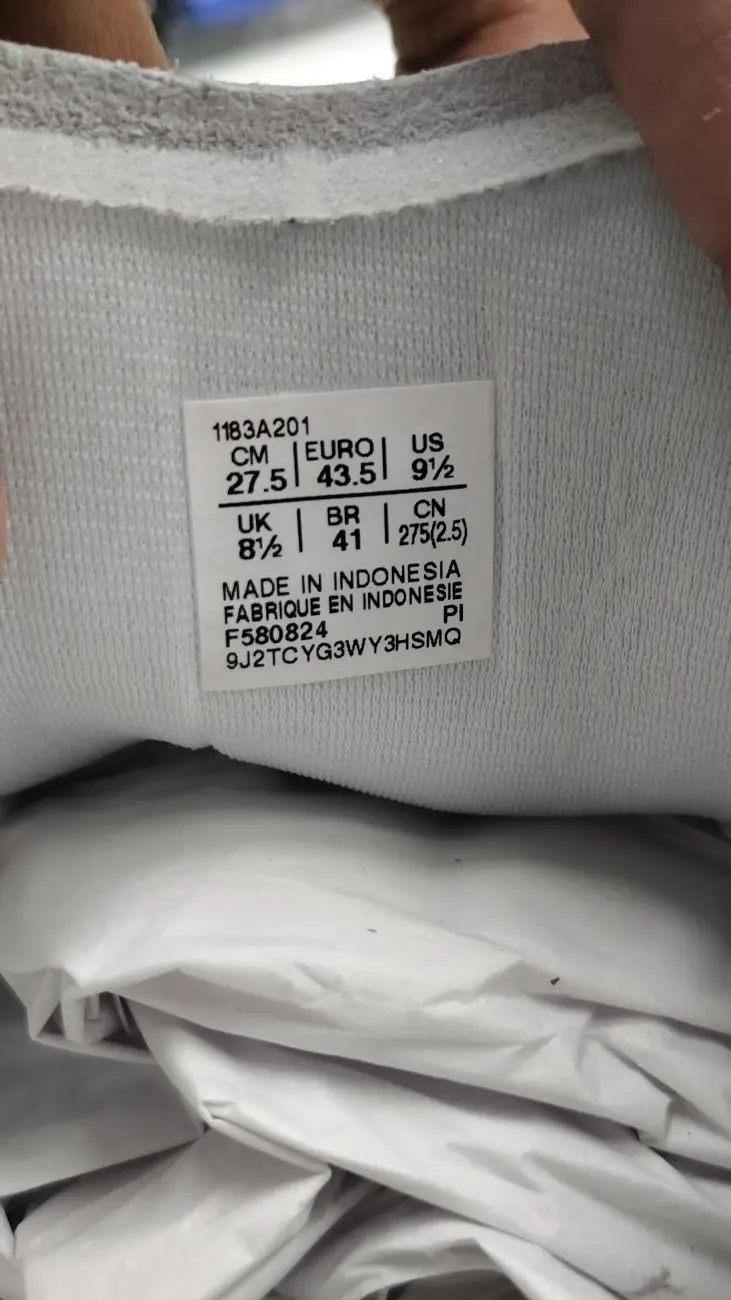 1183A201
CM | EURO | US
27.5 | 43.5 | 9½
UK | BR | CN
8½ | 41 | 275(2.5)
MADE IN INDONESIA
FABRIQUE EN INDONESIE
F580824 PI
9J2TCYG3WY3HSMQ